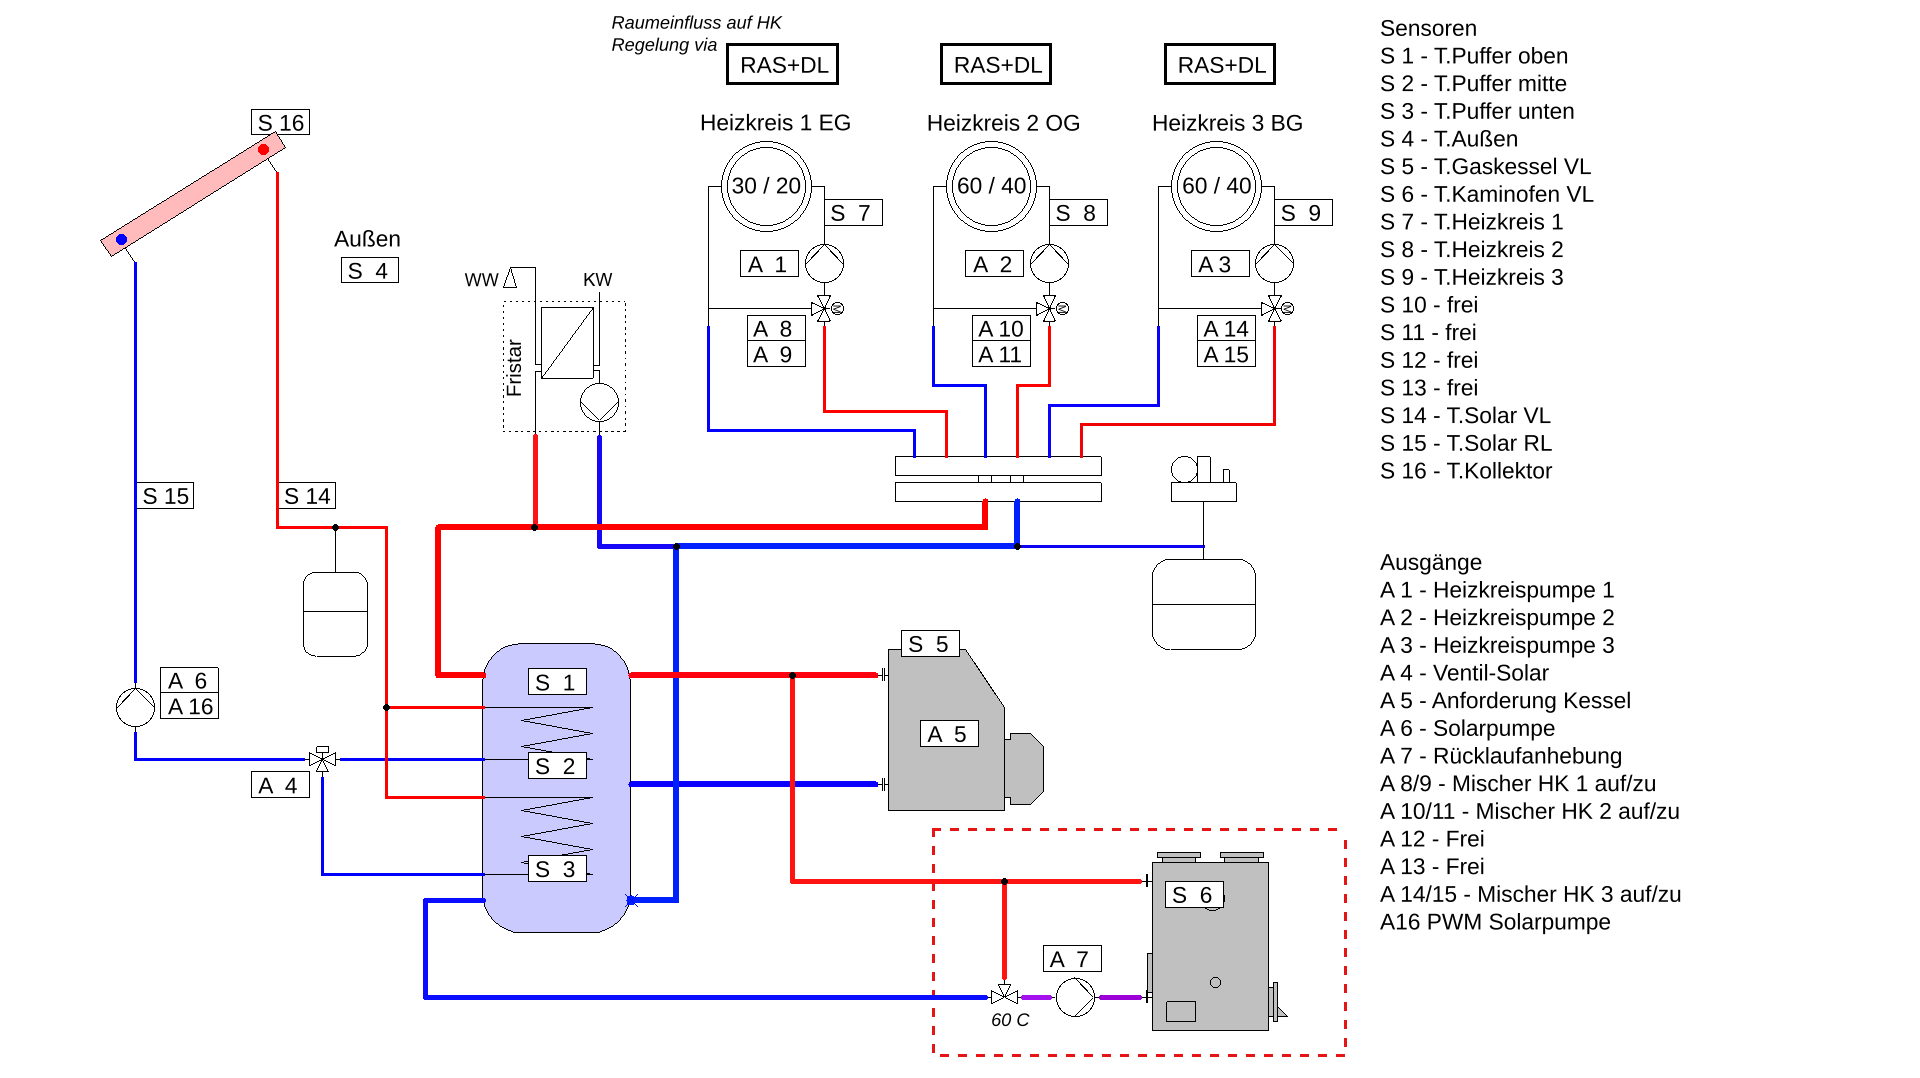 Raumeinfluss auf HK
Regelung via
RAS+DL
RAS+DL
RAS+DL
Heizkreis 1 EG
Heizkreis 2 OG
Heizkreis 3 BG
30 / 20
60 / 40
60 / 40
S 7
S 8
S 9
A 1
A 2
A 3
M
M
M
A 8
A 9
A 10
A 11
A 14
A 15
S 16
Außen
S 4
WW
KW
Fristar
S 15
S 14
A 6
A 16
A 4
S 1
S 2
S 3
S 5
A 5
S 6
A 7
60 C
Sensoren
S 1 - T.Puffer oben
S 2 - T.Puffer mitte
S 3 - T.Puffer unten
S 4 - T.Außen
S 5 - T.Gaskessel VL
S 6 - T.Kaminofen VL
S 7 - T.Heizkreis 1
S 8 - T.Heizkreis 2
S 9 - T.Heizkreis 3
S 10 - frei
S 11 - frei
S 12 - frei
S 13 - frei
S 14 - T.Solar VL
S 15 - T.Solar RL
S 16 - T.Kollektor
Ausgänge
A 1 - Heizkreispumpe 1
A 2 - Heizkreispumpe 2
A 3 - Heizkreispumpe 3
A 4 - Ventil-Solar
A 5 - Anforderung Kessel
A 6 - Solarpumpe
A 7 - Rücklaufanhebung
A 8/9 - Mischer HK 1 auf/zu
A 10/11 - Mischer HK 2 auf/zu
A 12 - Frei
A 13 - Frei
A 14/15 - Mischer HK 3 auf/zu
A16 PWM Solarpumpe